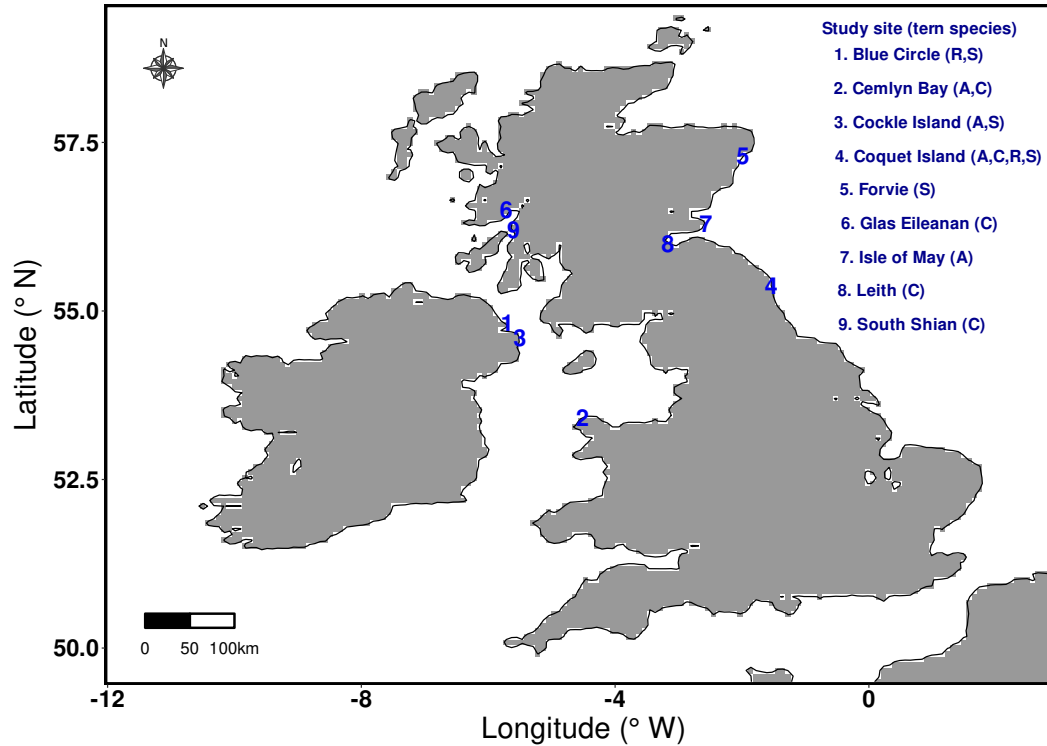 N
Study site (tern species)
1. Blue Circle (R,S)
2. Cemlyn Bay (A,C)
3. Cockle Island (A,S)
4. Coquet Island (A,C,R,S)
5. Forvie (S)
6. Glas Eileanan (C)
7. Isle of May (A)
8. Leith (C)
9. South Shian (C)
57.5
55.0
52.5
50.0
Latitude (° N)
5
6
7
9
8
4
1
3
2
0 50 100km
-12 -8 -4 0
Longitude (° W)